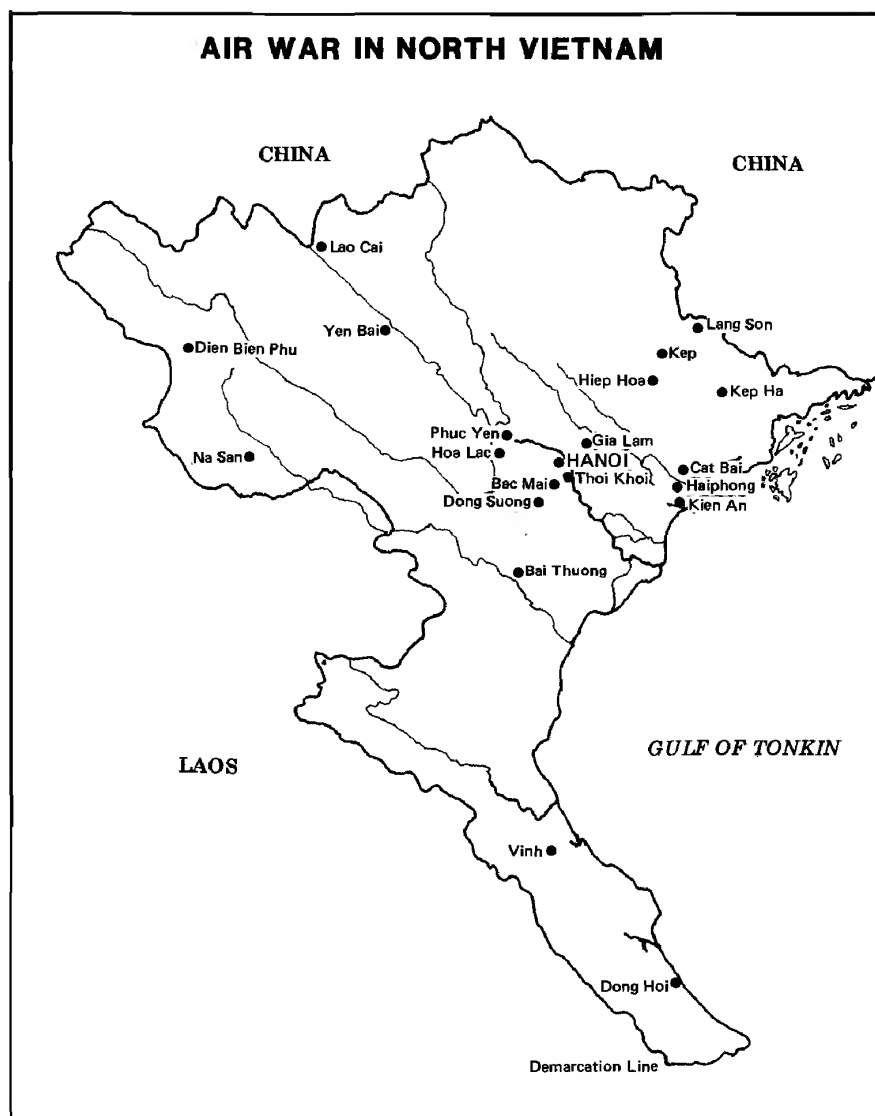 AIR WAR IN NORTH VIETNAM
CHINA
CHINA
Lao Cai
Lang Son
Yen Bai
Dien Bien Phu
Kep
Hiep Hoa
Kep Ha
Phuc Yen
Gia Lam
Hoa Lac
Na San
HANOI
Cat Bai
Bac Mai
Thoi Khoi
Haiphong
Dong Suong
Kien An
Bai Thuong
GULF OF TONKIN
LAOS
Vinh
Dong Hoi
Demarcation Line